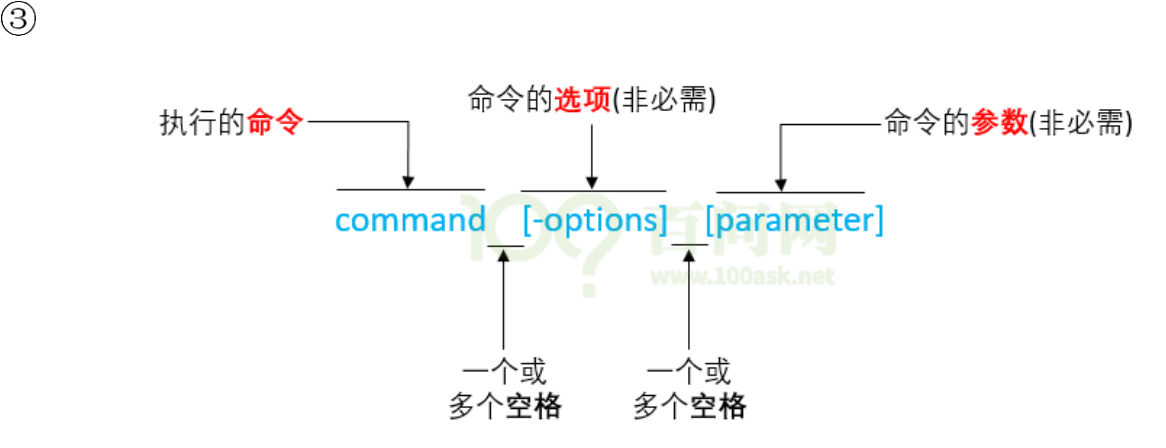 ③
命令的选项(非必需)
执行的命令
命令的参数(非必需)
command [-options] [parameter]
100?
百问网
www.100ask.net
一个或
多个空格
一个或
多个空格